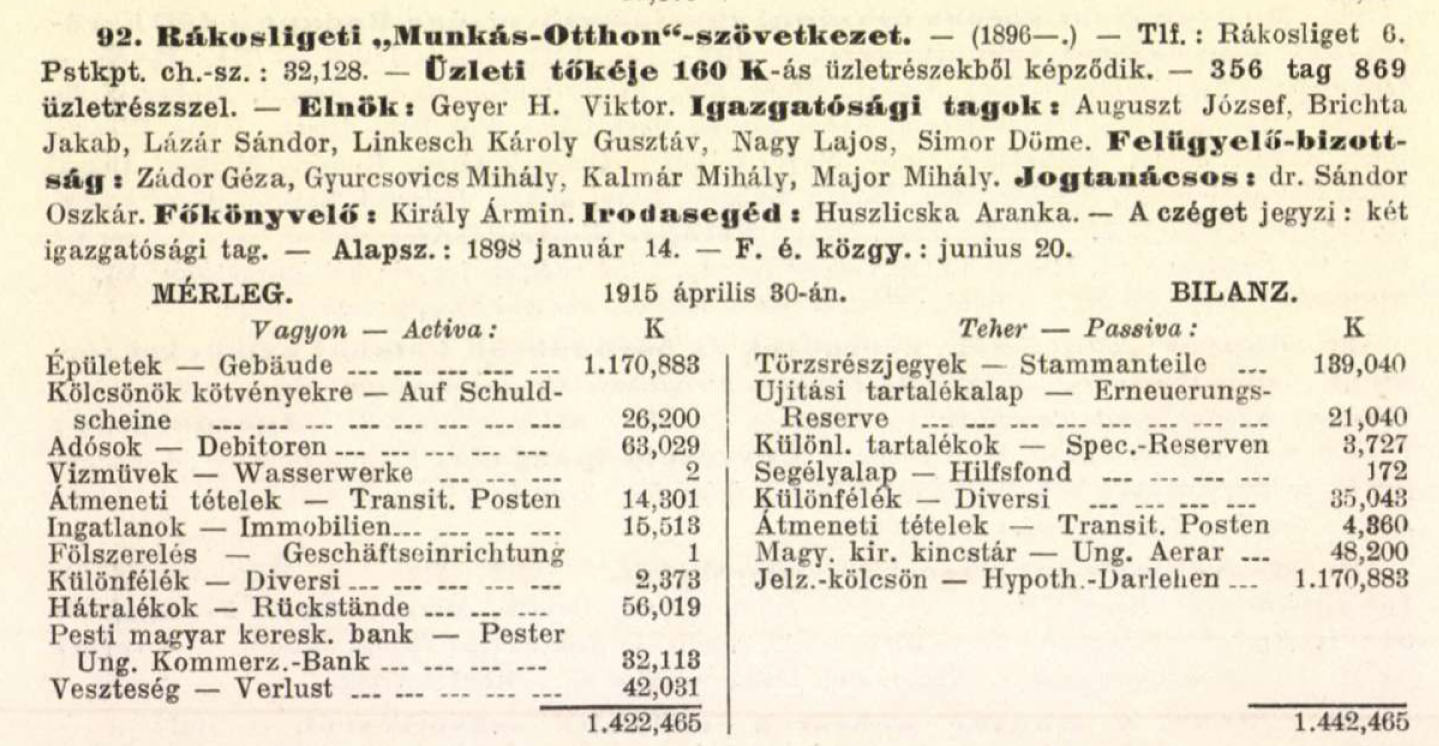 92. Rákosligeti „Munkás-Otthon“-szövetkezet. — (1896—.) — Tlf. : Rákosliget 6.
Pstkpt. ch.-sz. : 32,128. — Üzleti tőkéje 160 K-ás üzletrészekből képződik. — 356 tag 869
üzletrészszel. — Elnök : Geyer H. Viktor. Igazgatósági tagok : Auguszt József, Brichta
Jakab, Lázár Sándor, Linkesch Károly Gusztáv, Nagy Lajos, Simor Döme. Felügyelő-bizott-
ság : Zádor Géza, Gyurcsovics Mihály, Kalmár Mihály, Major Mihály. Jogtanácsos : dr. Sándor
Oszkár. Főkönyvelő : Király Ármin. Irodasegéd : Huszlicska Aranka. — A czéget jegyzi : két
igazgatósági tag. — Alapsz. : 1898 január 14. — F. é. közgy. : junius 20.
MÉRLEG. 1915 április 30-án. BILANZ.
Vagyon — Activa : K
Épületek — Gebäude ... ... ... ... ... 1.170,883
Kölcsönök kötvényekre — Auf Schuld-
scheine ... ... ... ... ... ... ... ... 26,200
Adósok — Debitoren ... ... ... ... ... 63,029
Vizmüvek — Wasserwerke ... ... ... 2
Átmeneti tételek — Transit. Posten 14,301
Ingatlanok — Immobilien... ... ... ... 15,513
Fölszerelés — Geschäftseinrichtung 1
Különfélék — Diversi ... ... ... ... ... 2,373
Hátralékok — Rückstände ... ... ... 56,019
Pesti magyar keresk. bank — Pester
Ung. Kommerz.-Bank ... ... ... ... 32,113
Veszteség — Verlust ... ... ... ... ... 42,031
1.422,465
Teher — Passiva : K
Törzsrészjegyek — Stammanteile ... 139,040
Ujitási tartalékalap — Erneuerungs-
Reserve ... ... ... ... ... ... ... ... 21,040
Különl. tartalékok — Spec.-Reserven 3,727
Segélyalap — Hilfsfond ... ... ... ... 172
Különfélék — Diversi ... ... ... ... 35,043
Átmeneti tételek — Transit. Posten 4,360
Magy. kir. kincstár — Ung. Aerar ... 48,200
Jelz.-kölcsön — Hypoth.-Darlehen ... 1.170,883
1.442,465